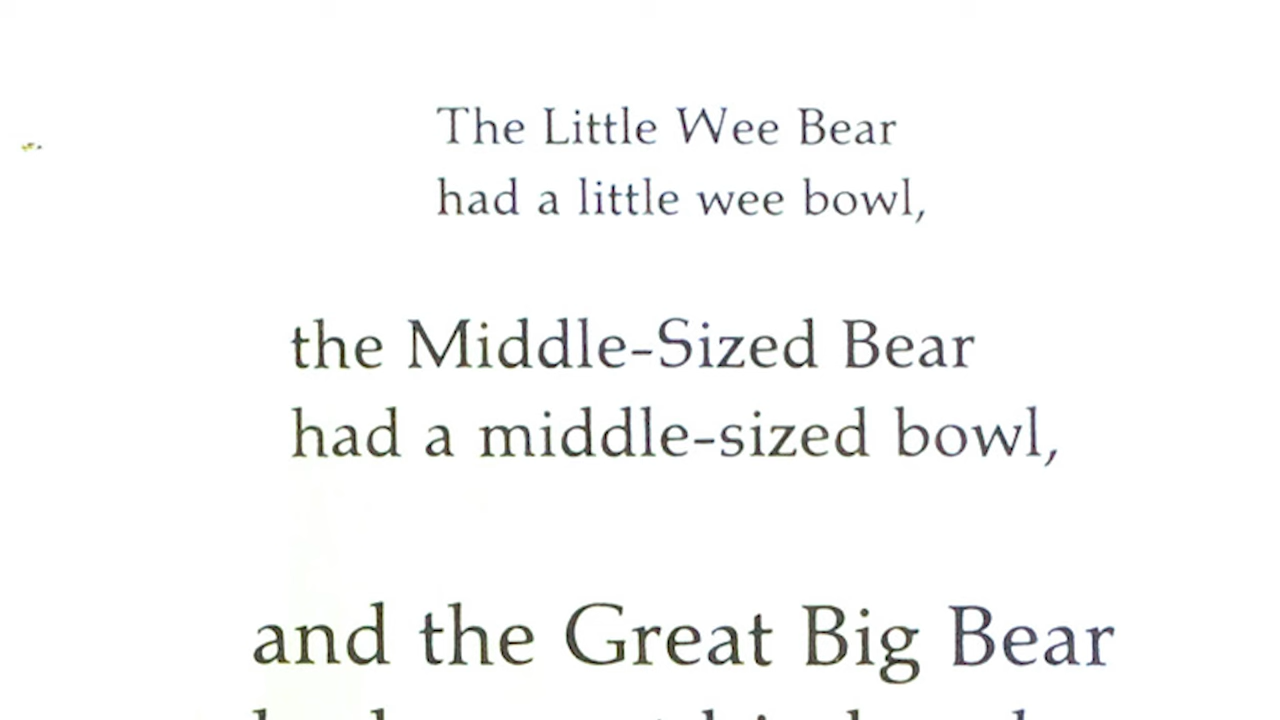 The Little Wee Bear
had a little wee bowl,
the Middle-Sized Bear
had a middle-sized bowl,
and the Great Big Bear